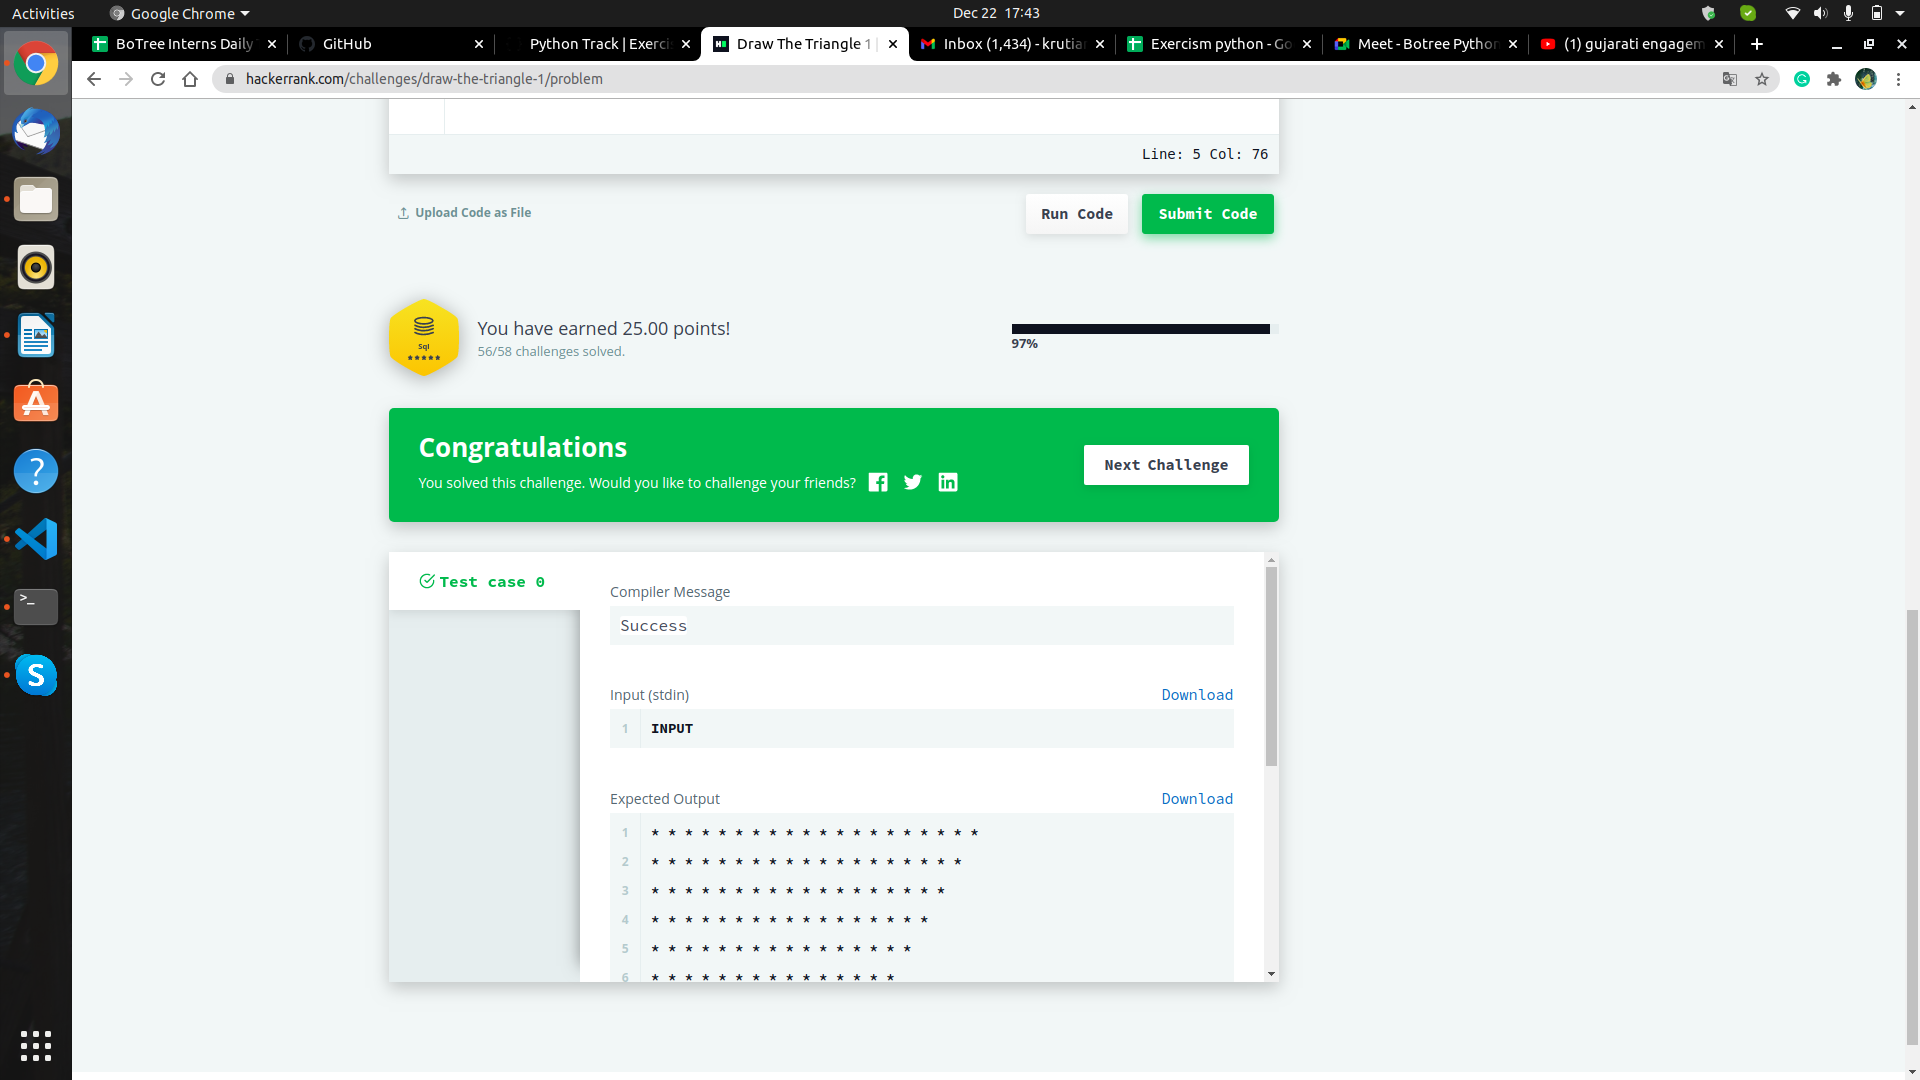 Activities
Google Chrome
Dec 22 17:43
BoTree Interns Daily
GitHub
Python Track | Exerci
Draw The Triangle 1 |
Inbox (1,434) - krutia
Exercism python - Go
Meet - Botree Python
(1) gujarati engagem
hackerrank.com/challenges/draw-the-triangle-1/problem
Line: 5 Col: 76
Upload Code as File
Run Code
Submit Code
Sql
★★★★★
You have earned 25.00 points!
56/58 challenges solved.
97%
Congratulations
You solved this challenge. Would you like to challenge your friends?
Next Challenge
Test case 0
Compiler Message
Success
Input (stdin)
Download
1 INPUT
Expected Output
Download
1 * * * * * * * * * * * * * * * * * * * *
2 * * * * * * * * * * * * * * * * * * *
3 * * * * * * * * * * * * * * * * * *
4 * * * * * * * * * * * * * * * * *
5 * * * * * * * * * * * * * * * *
6 * * * * * * * * * * * * * * *